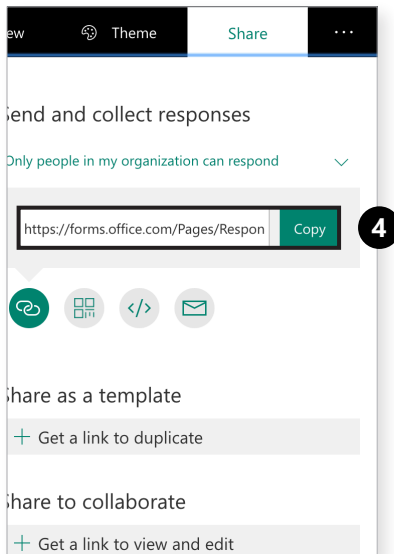 ew Theme Share ...
Send and collect responses
Only people in my organization can respond
https://forms.office.com/Pages/Respon Copy
4
</>
Share as a template
+ Get a link to duplicate
Share to collaborate
+ Get a link to view and edit